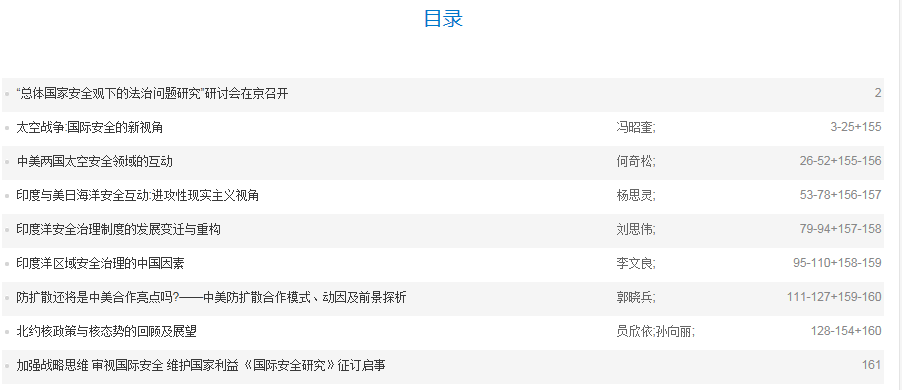 目录
“总体国家安全观下的法治问题研究”研讨会在京召开 2
太空战争:国际安全的新视角 冯昭奎; 3-25+155
中美两国太空安全领域的互动 何奇松; 26-52+155-156
印度与美日海洋安全互动:进攻性现实主义视角 杨思灵; 53-78+156-157
印度洋安全治理制度的发展变迁与重构 刘思伟; 79-94+157-158
印度洋区域安全治理的中国因素 李文良; 95-110+158-159
防扩散还将是中美合作亮点吗?——中美防扩散合作模式、动因及前景探析 郭晓兵; 111-127+159-160
北约核政策与核态势的回顾及展望 员欣依;孙向丽; 128-154+160
加强战略思维 审视国际安全 维护国家利益 《国际安全研究》征订启事 161